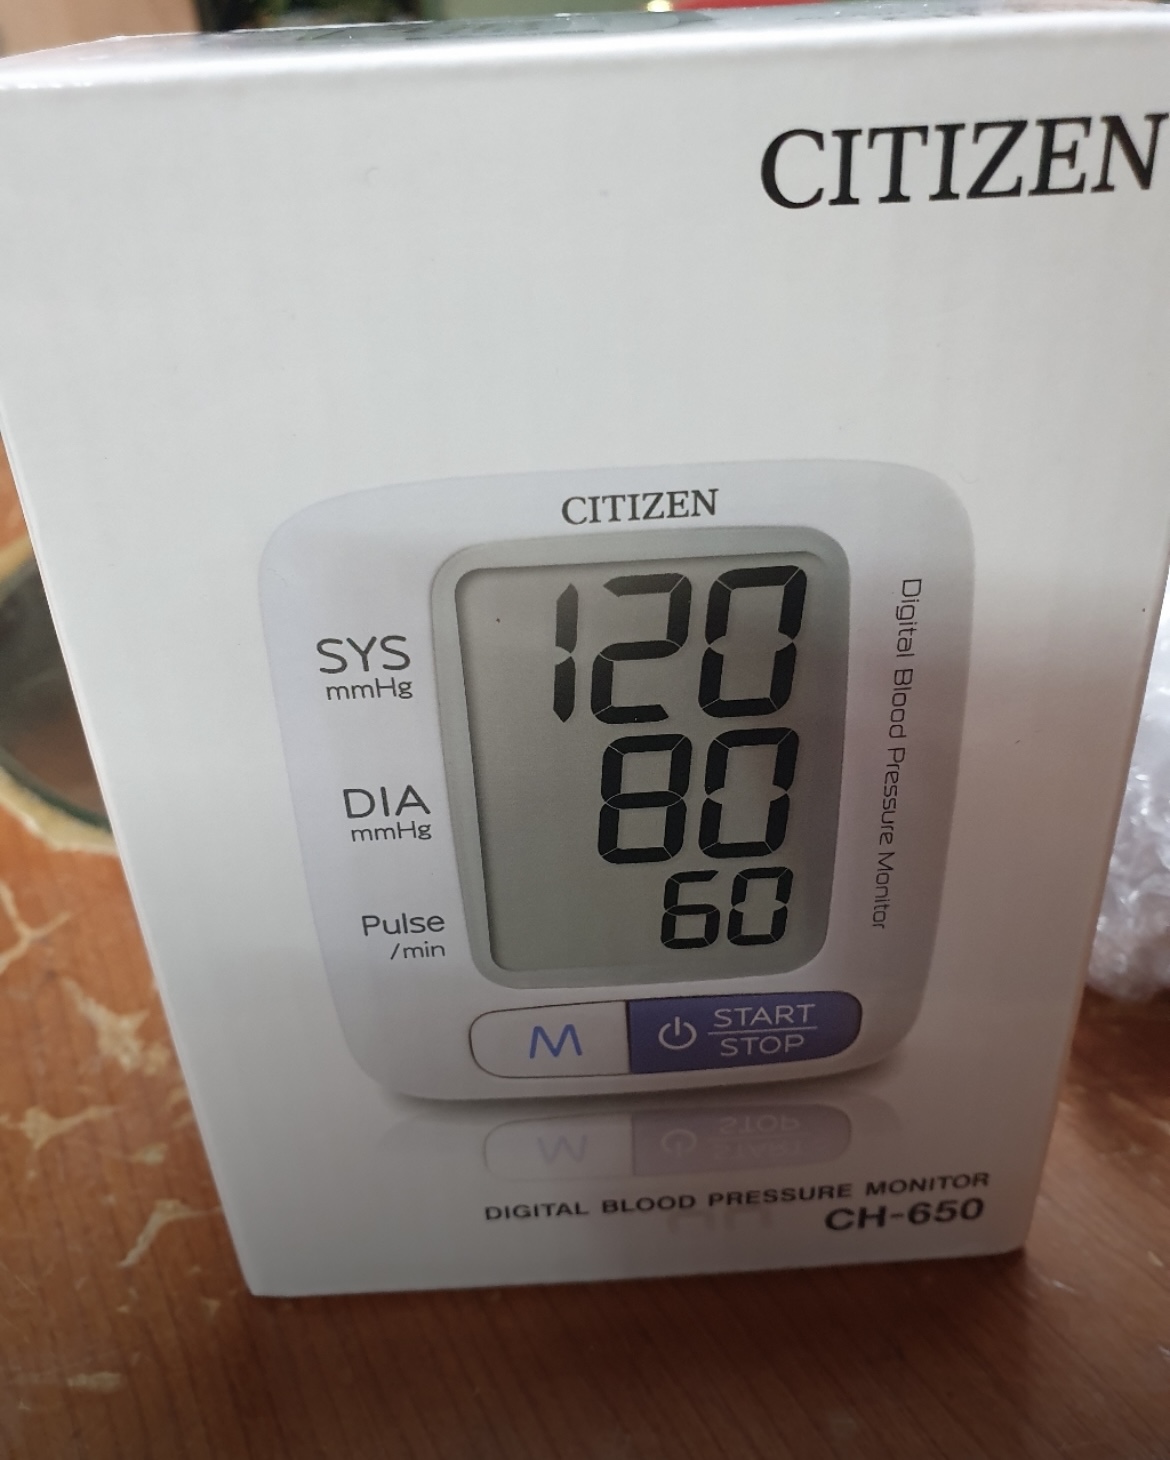 CITIZEN
CITIZEN
SYS
mmHg
120
DIA
mmHg
80
Pulse
/min
60
Digital Blood Pressure Monitor
M
START
STOP
DIGITAL BLOOD PRESSURE MONITOR
CH-650